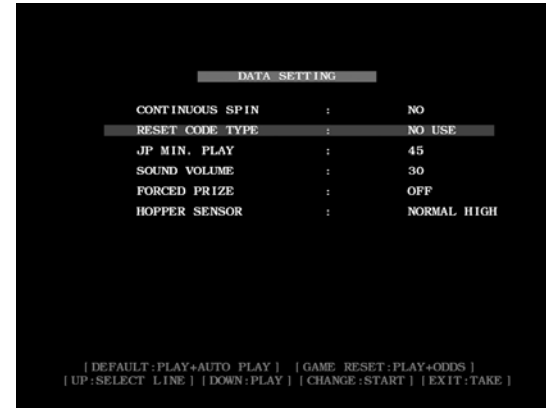 DATA SETTING
CONTINUOUS SPIN : NO
RESET CODE TYPE : NO USE
JP MIN. PLAY : 45
SOUND VOLUME : 30
FORCED PRIZE : OFF
HOPPER SENSOR : NORMAL HIGH
[ DEFAULT:PLAY+AUTO PLAY ] [ GAME RESET:PLAY+ODDS ]
[ UP:SELECT LINE ] [ DOWN:PLAY ] [ CHANGE:START ] [ EXIT:TAKE ]